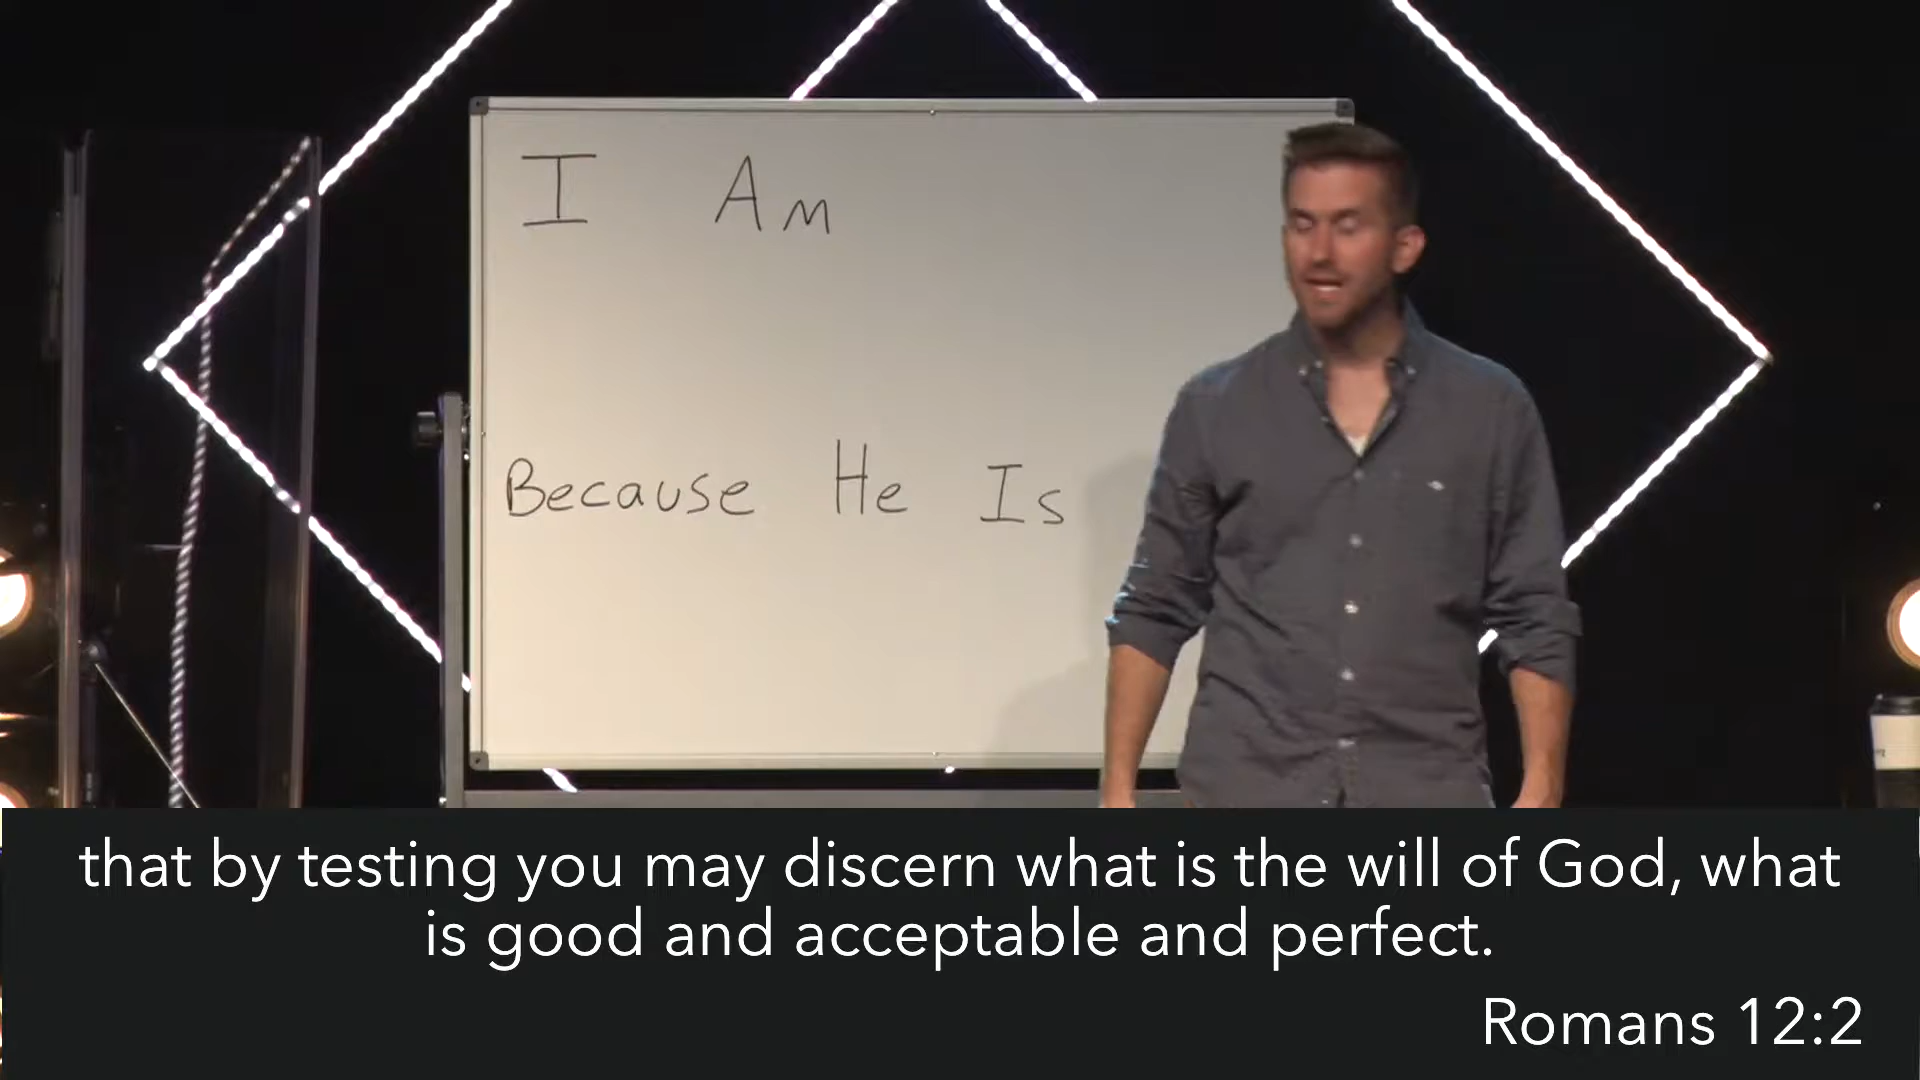 I Am
Because He Is
that by testing you may discern what is the will of God, what
is good and acceptable and perfect.
Romans 12:2